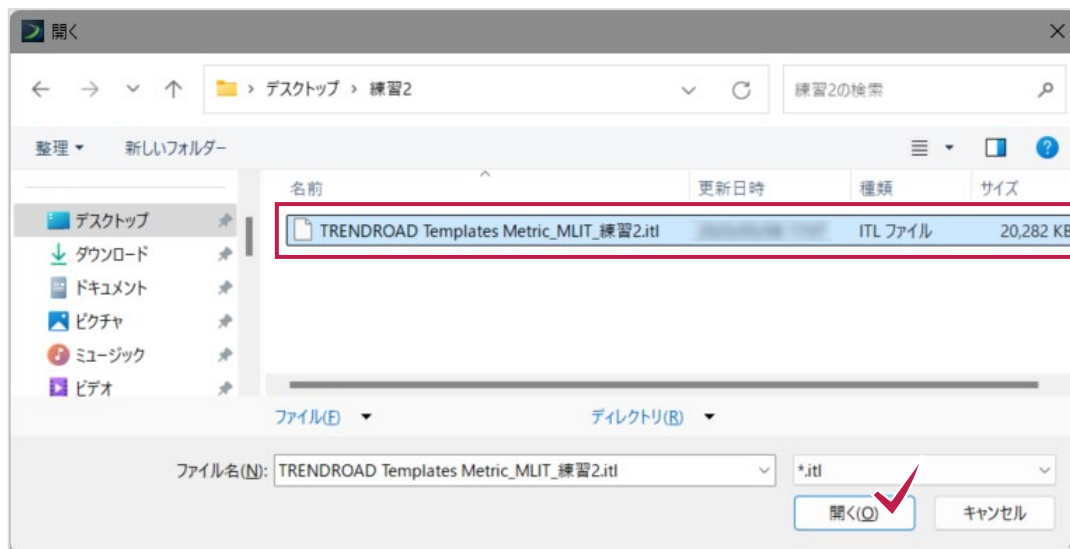 開く
デスクトップ > 練習2
練習2の検索
整理
新しいフォルダー
名前 更新日時 種類 サイズ
デスクトップ
TRENDROAD Templates Metric_MLIT_練習2.itl ITL ファイル 20,282 KB
ダウンロード
ドキュメント
ピクチャ
ミュージック
ビデオ
ファイル(F) ディレクトリ(R)
ファイル名(N): TRENDROAD Templates Metric_MLIT_練習2.itl *.itl
開く(O) キャンセル